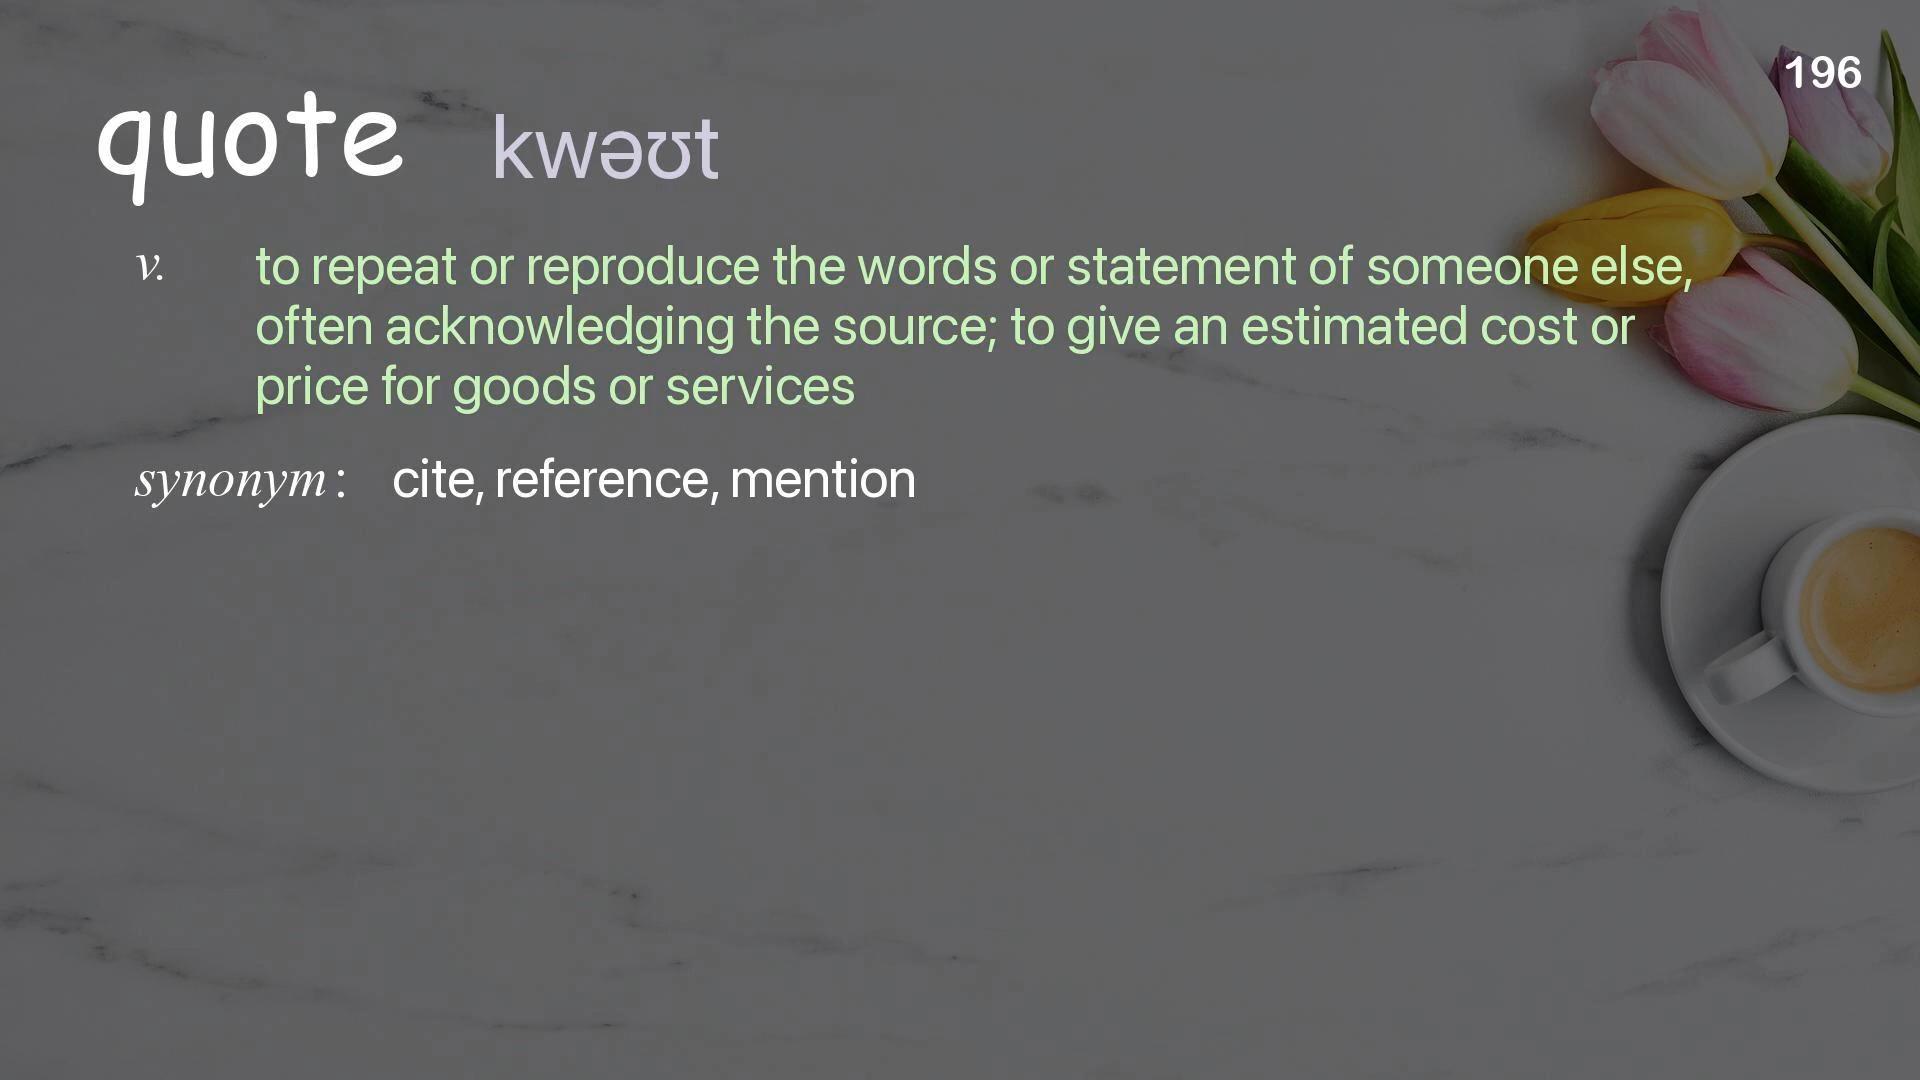 196
quote kwəʊt
v. to repeat or reproduce the words or statement of someone else,
often acknowledging the source; to give an estimated cost or
price for goods or services
synonym : cite, reference, mention